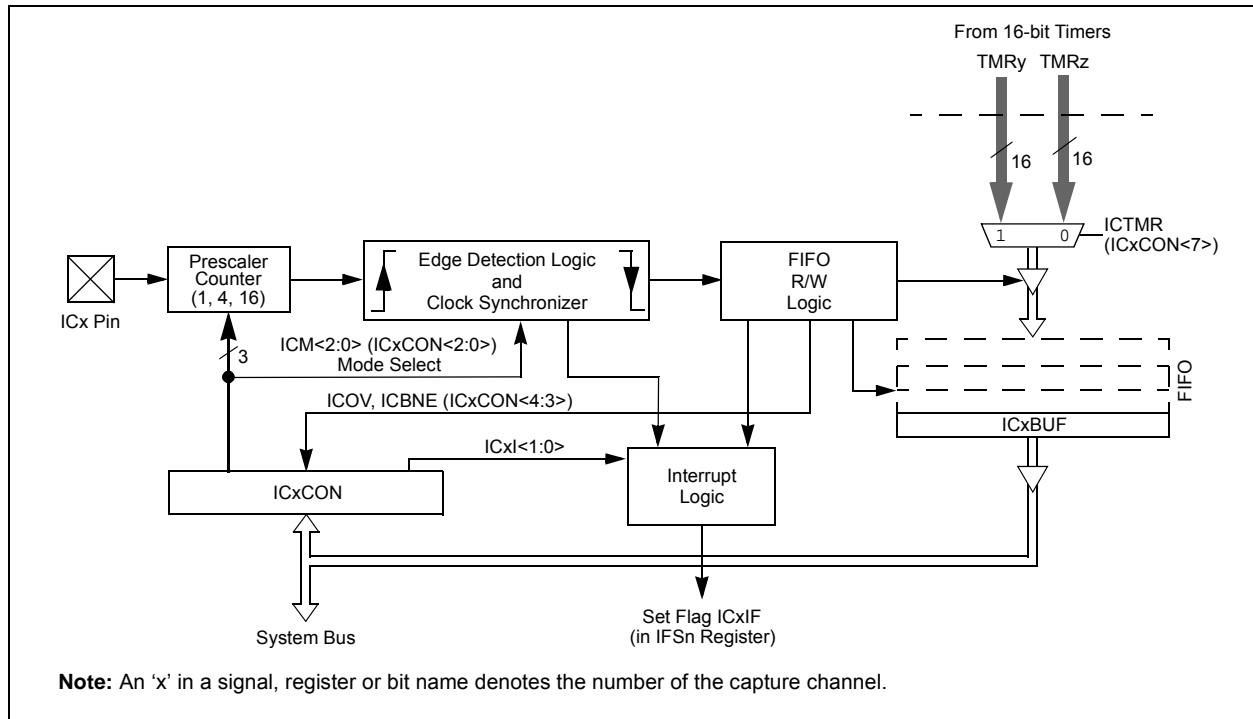 From 16-bit Timers
TMRy TMRz
16 16
1 0
ICTMR
(ICxCON<7>)
ICx Pin
Prescaler
Counter
(1, 4, 16)
Edge Detection Logic
and
Clock Synchronizer
FIFO
R/W
Logic
3
ICM<2:0> (ICxCON<2:0>)
Mode Select
FIFO
ICOV, ICBNE (ICxCON<4:3>)
ICxBUF
ICxI<1:0>
ICxCON
Interrupt
Logic
System Bus
Set Flag ICxIF
(in IFSn Register)
Note: An ‘x’ in a signal, register or bit name denotes the number of the capture channel.